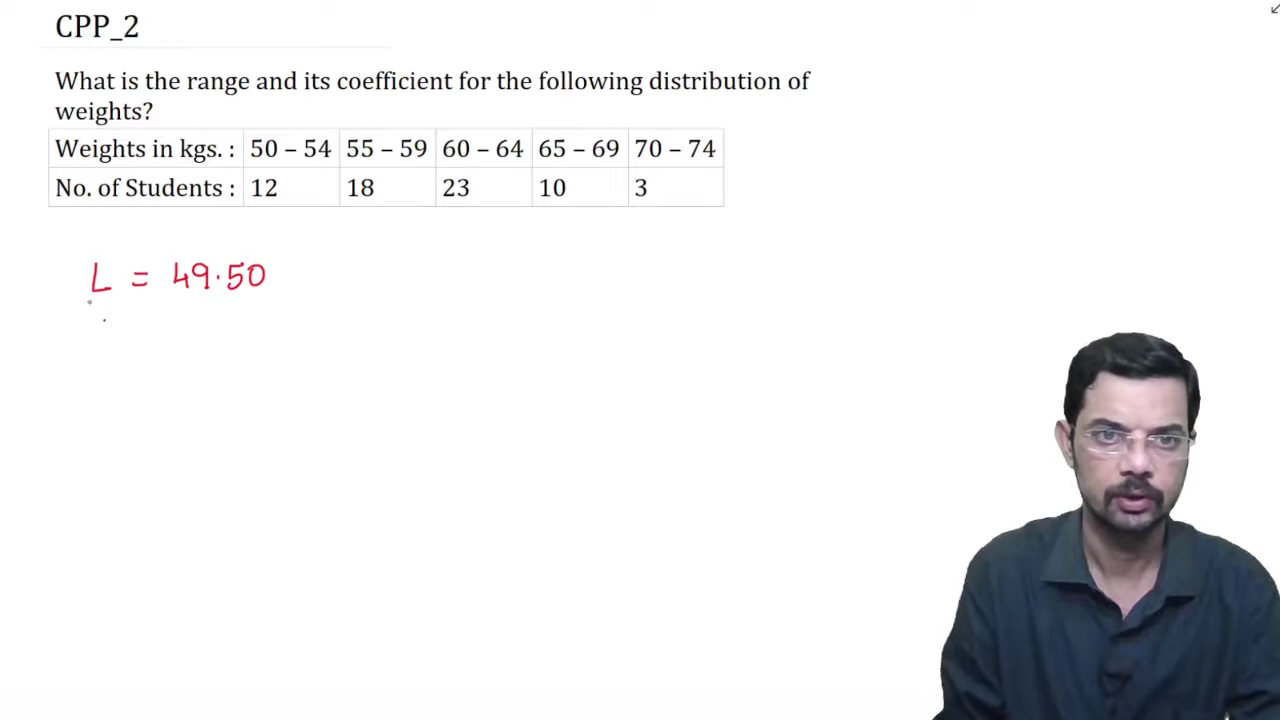 CPP_2
What is the range and its coefficient for the following distribution of
weights?
Weights in kgs. : 50 – 54 55 – 59 60 – 64 65 – 69 70 – 74
No. of Students : 12 18 23 10 3
L = 49.50